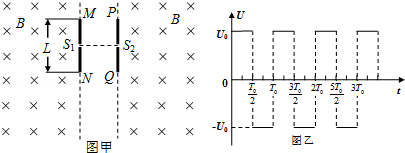 B M P B
L S₁ S₂
N Q
图甲
U
U₀
0 T₀/2 T₀ 3T₀/2 2T₀ 5T₀/2 3T₀ t
-U₀
图乙